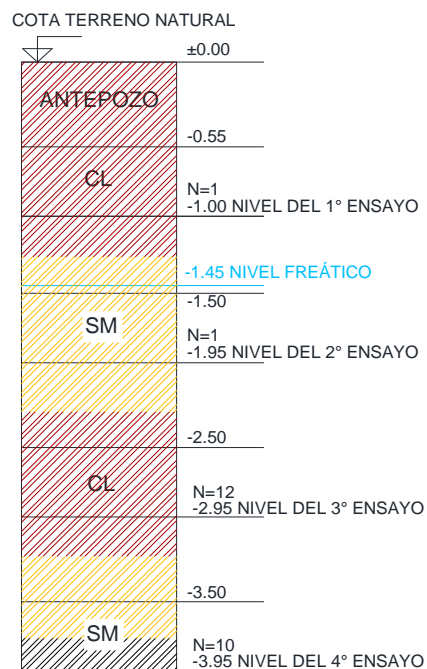 COTA TERRENO NATURAL
±0.00
ANTEPOZO
-0.55
CL
N=1
-1.00 NIVEL DEL 1° ENSAYO
-1.45 NIVEL FREÁTICO
-1.50
SM
N=1
-1.95 NIVEL DEL 2° ENSAYO
-2.50
CL
N=12
-2.95 NIVEL DEL 3° ENSAYO
-3.50
SM
N=10
-3.95 NIVEL DEL 4° ENSAYO